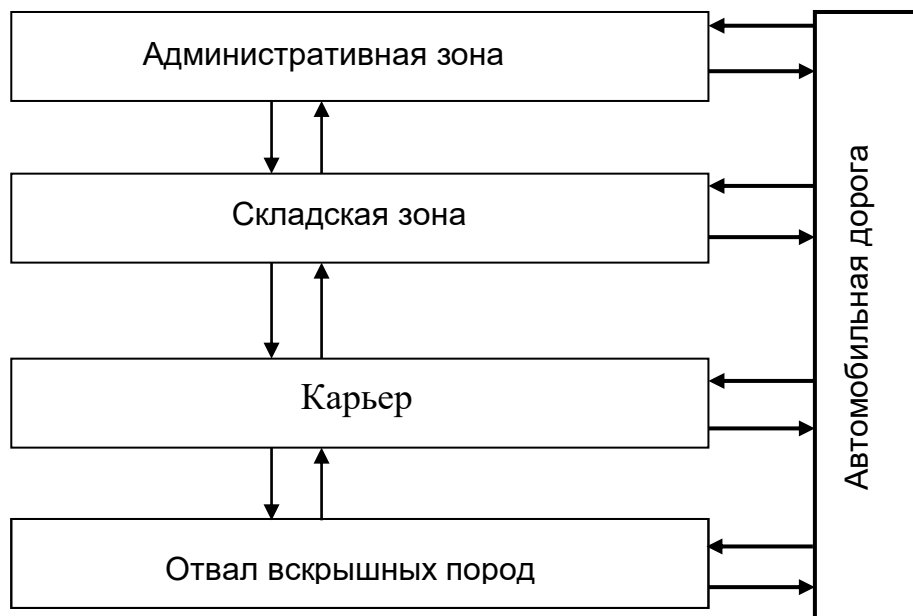 Административная зона
Складская зона
Карьер
Отвал вскрышных пород
Автомобильная дорога